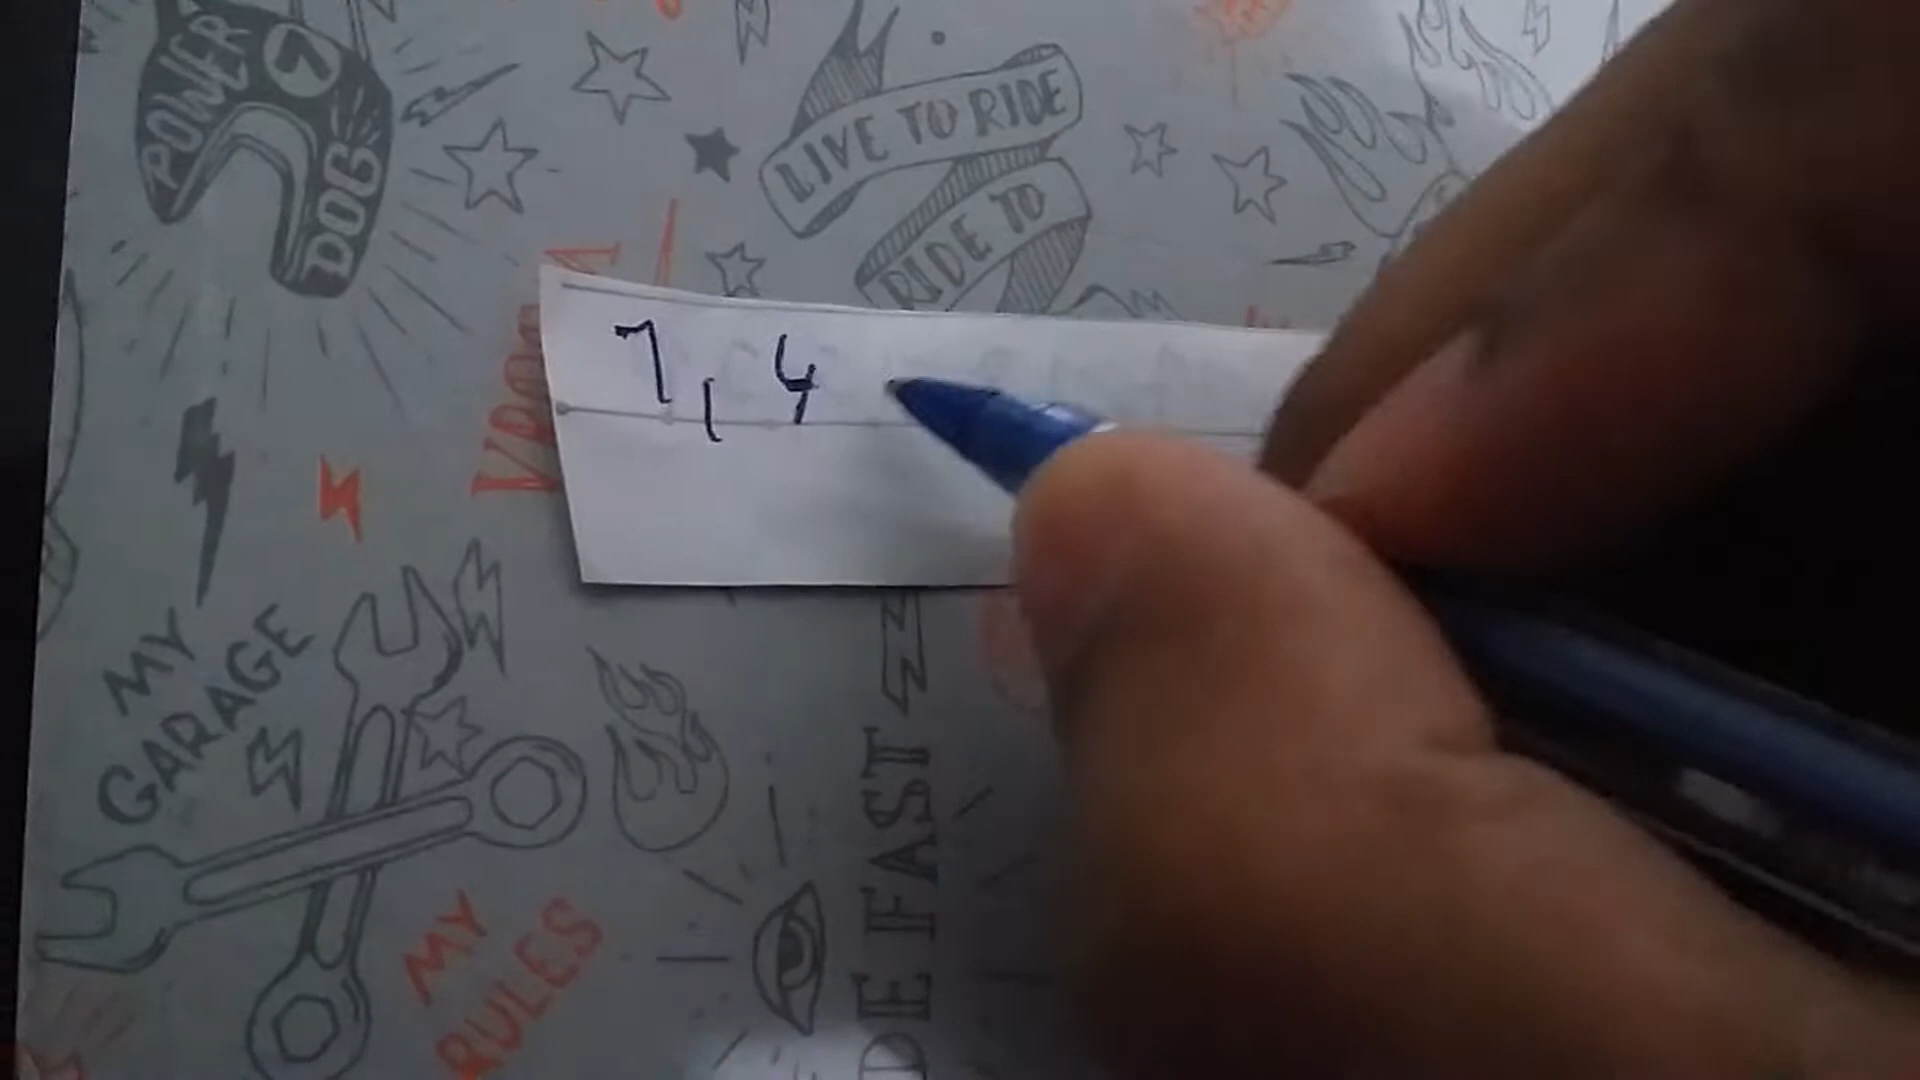 POWER 7
DOG
LIVE TO RIDE
RIDE TO
7,4
MY
GARAGE
MY
RULES
DE FAST